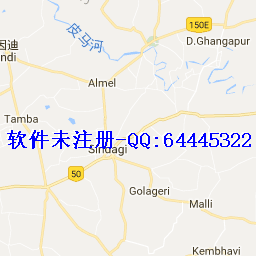 皮马河
150E
因迪
ndi
D.Ghangapur
Almel
Tamba
软件未注册-QQ:64445322
Sindagi
50
Golageri
Malli
Kembhavi